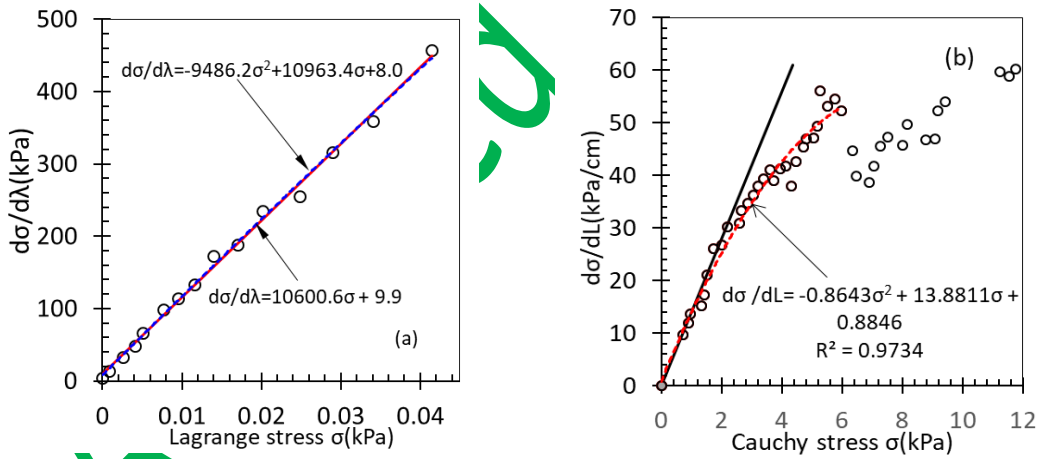 500
400
300
200
100
0
dσ/dλ(kPa)
dσ/dλ=-9486.2σ²+10963.4σ+8.0
dσ/dλ=10600.6σ + 9.9
(a)
0 0.01 0.02 0.03 0.04
Lagrange stress σ(kPa)
70
60
50
40
30
20
10
0
dσ/dL(kPa/cm)
(b)
dσ /dL= -0.8643σ² + 13.8811σ +
0.8846
R² = 0.9734
0 2 4 6 8 10 12
Cauchy stress σ(kPa)